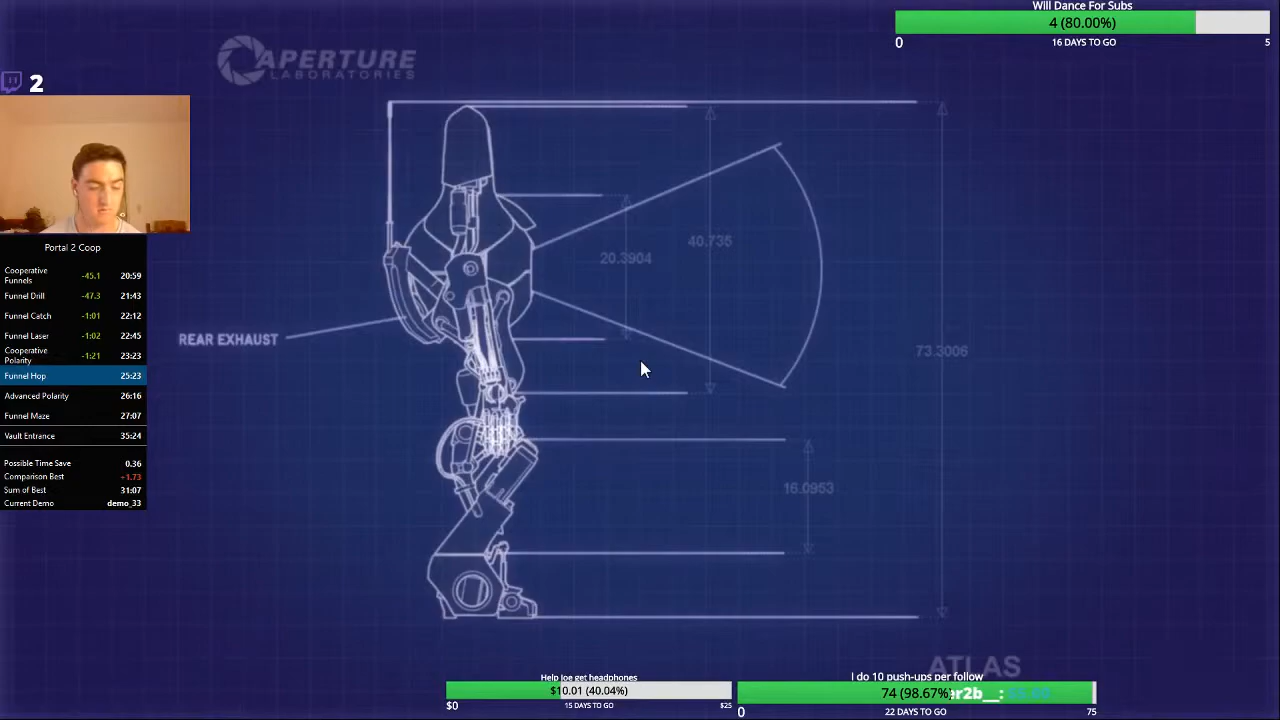 Will Dance For Subs
4 (80.00%)
0
16 DAYS TO GO
5
APERTURE
LABORATORIES
2
Portal 2 Coop
Cooperative Funnels -45.1 20:59
Funnel Drill -47.3 21:43
Funnel Catch -1:01 22:12
Funnel Laser -1:02 22:45
Cooperative Polarity -1:21 23:23
Funnel Hop 25:23
Advanced Polarity 26:16
Funnel Maze 27:07
Vault Entrance 35:24
Possible Time Save 0.36
Comparison Best +1.73
Sum of Best 31:07
Current Demo demo_33
REAR EXHAUST
20.3904
40.735
73.3006
16.0953
ATLAS
Help Joe get headphones
$10.01 (40.04%)
$0
15 DAYS TO GO
$25
I do 10 push-ups per follow
74 (98.67%)
er2b__:
0
22 DAYS TO GO
75